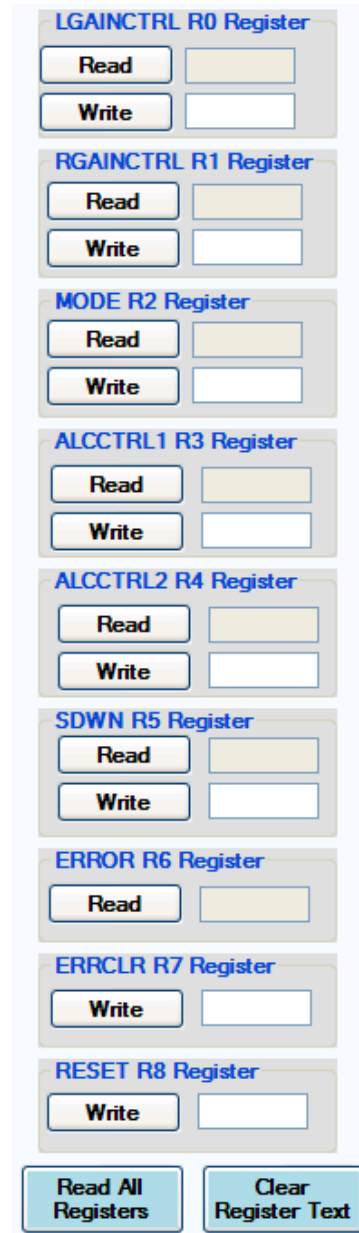 LGAINCTRL R0 Register
Read
Write
RGAINCTRL R1 Register
Read
Write
MODE R2 Register
Read
Write
ALCCTRL1 R3 Register
Read
Write
ALCCTRL2 R4 Register
Read
Write
SDWN R5 Register
Read
Write
ERROR R6 Register
Read
ERRCLR R7 Register
Write
RESET R8 Register
Write
Read All
Registers
Clear
Register Text